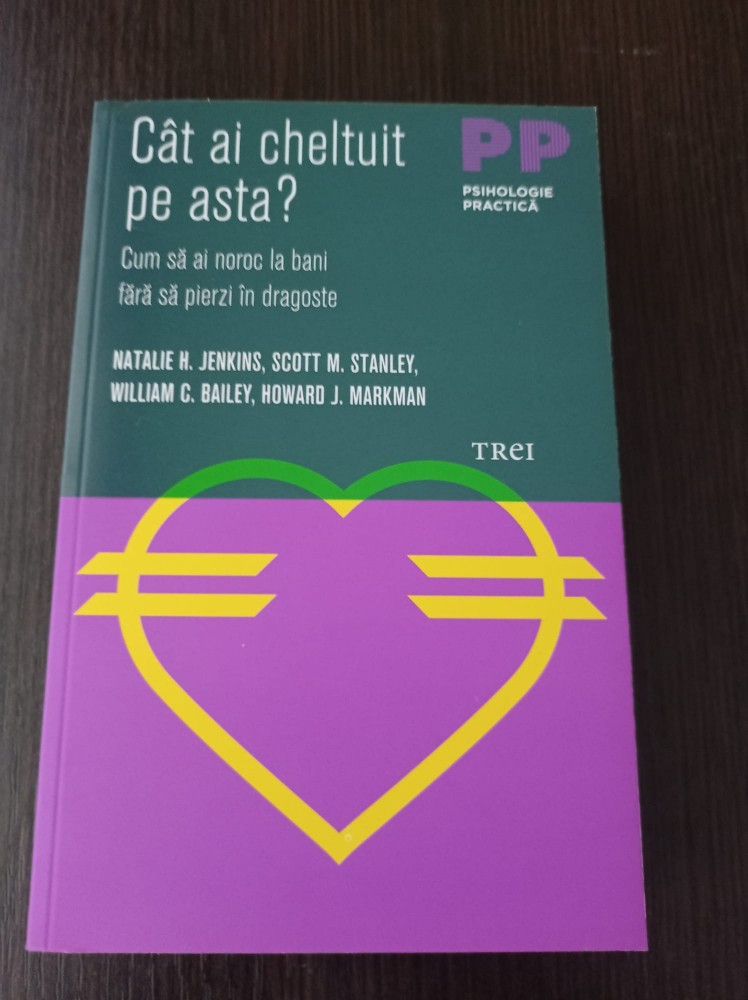 Cât ai cheltuit
pe asta?
PP
PSIHOLOGIE
PRACTICĂ
Cum să ai noroc la bani
fără să pierzi în dragoste
NATALIE H. JENKINS, SCOTT M. STANLEY,
WILLIAM C. BAILEY, HOWARD J. MARKMAN
TREI